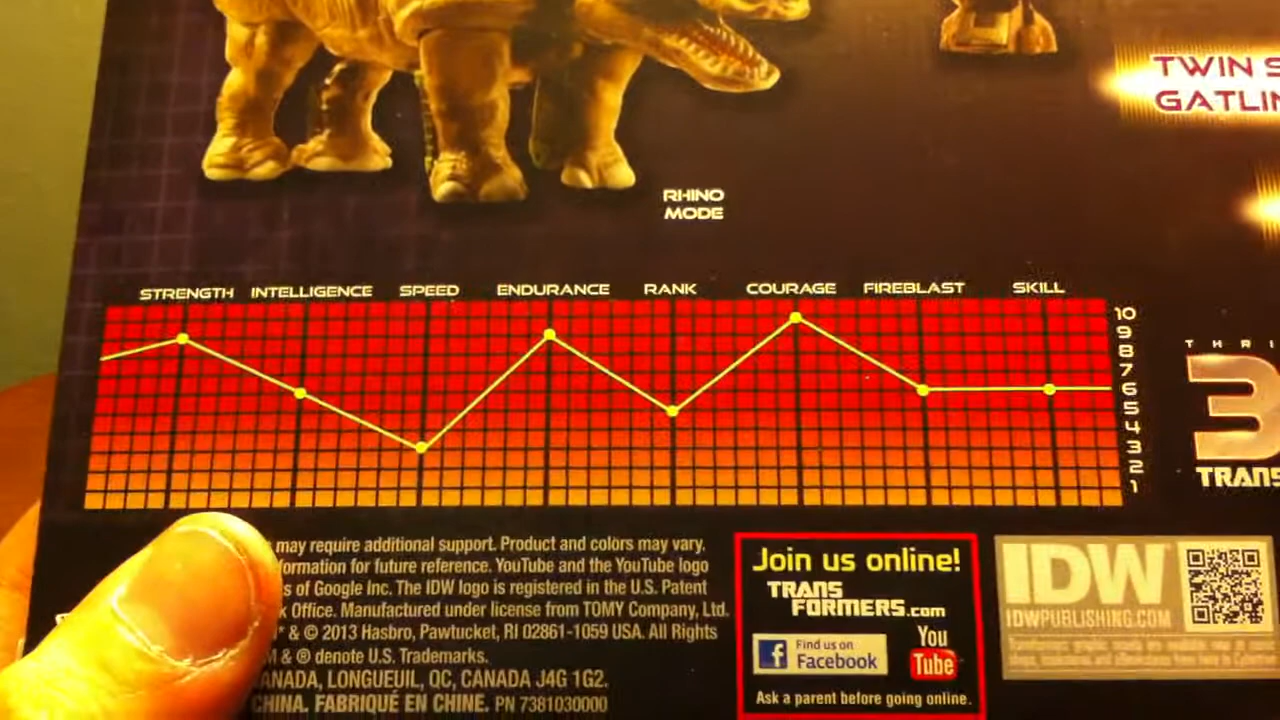 TWIN S
GATLIN
RHINO
MODE
STRENGTH INTELLIGENCE SPEED ENDURANCE RANK COURAGE FIREBLAST SKILL
10
9
8
7
6
5
4
3
2
1
THRI
3
TRANS
may require additional support. Product and colors may vary.
formation for future reference. YouTube and the YouTube logo
s of Google Inc. The IDW logo is registered in the U.S. Patent
k Office. Manufactured under license from TOMY Company, Ltd.
* & © 2013 Hasbro, Pawtucket, RI 02861-1059 USA. All Rights
M & ® denote U.S. Trademarks.
ANADA, LONGUEUIL, QC, CANADA J4G 1G2.
CHINA. FABRIQUÉ EN CHINE. PN 7381030000
Join us online!
TRANS
FORMERS.com
f Find us on
Facebook
You
Tube
Ask a parent before going online.
IDW
IDWPUBLISHING.COM